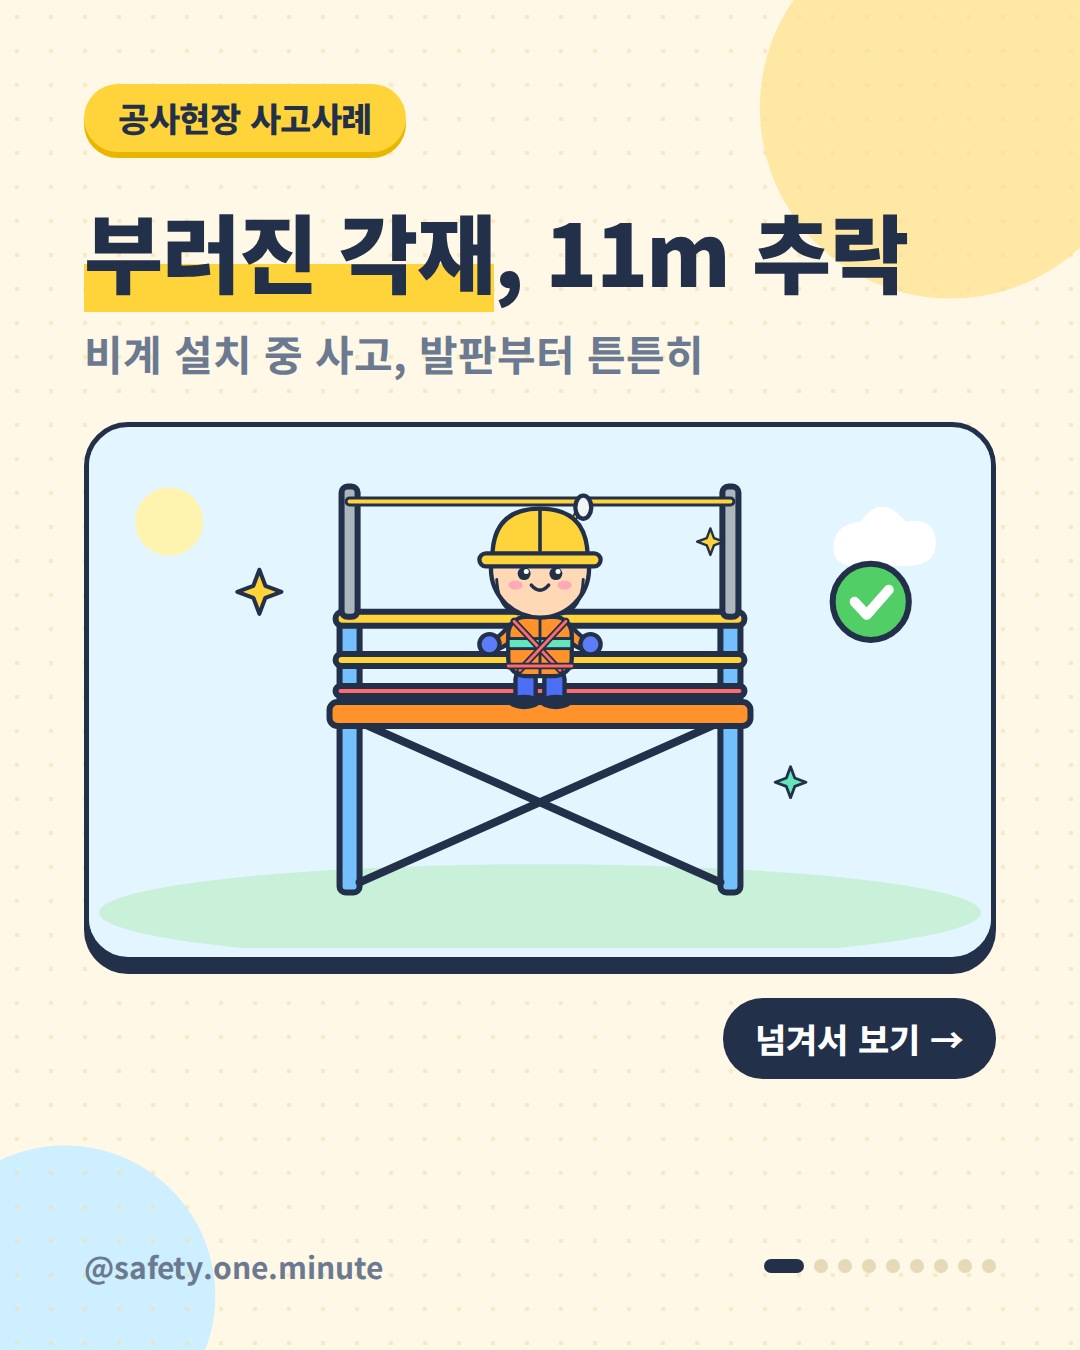 공사현장 사고사례
부러진 각재, 11m 추락
비계 설치 중 사고, 발판부터 튼튼히
넘겨서 보기 →
@safety.one.minute